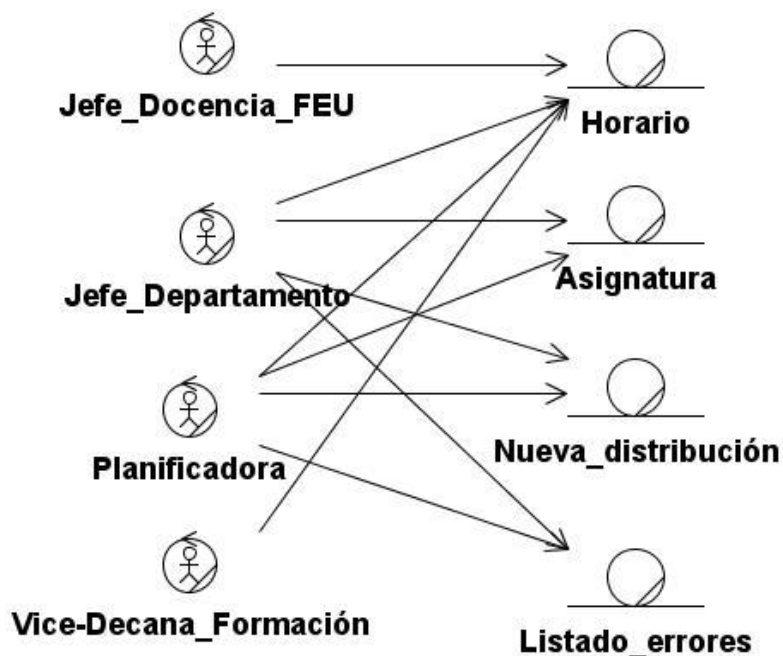 Jefe_Docencia_FEU
Horario
Jefe_Departamento
Asignatura
Planificadora
Nueva_distribución
Vice-Decana_Formación
Listado_errores